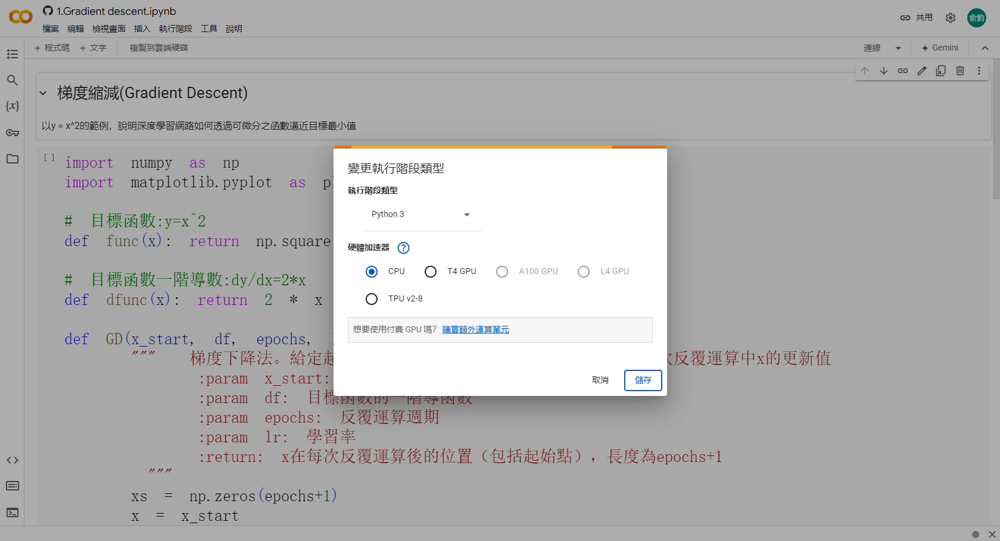 1.Gradient descent.ipynb
檔案 編輯 檢視畫面 插入 執行階段 工具 說明
共用
俞鈞
+ 程式碼 + 文字 複製到雲端硬碟
連線 Gemini
梯度縮減(Gradient Descent)
以y = x^2的範例，說明深度學習網路如何透過可微分之函數逼近目標最小值
{x}
[ ]
import numpy as np
import matplotlib.pyplot as
# 目標函數:y=x^2
def func(x): return np.square
# 目標函數一階導數:dy/dx=2*x
def dfunc(x): return 2 * x
def GD(x_start, df, epochs,
""" 梯度下降法。給定起 反覆運算中x的更新值
:param x_start:
:param df: 目標函數的一階導函數
:param epochs: 反覆運算週期
:param lr: 學習率
:return: x在每次反覆運算後的位置（包括起始點），長度為epochs+1
"""
xs = np.zeros(epochs+1)
x = x_start
變更執行階段類型
執行階段類型
Python 3
硬體加速器 ?
CPU T4 GPU A100 GPU L4 GPU
TPU v2-8
想要使用付費 GPU 嗎？ 購買額外運算單元
取消 儲存